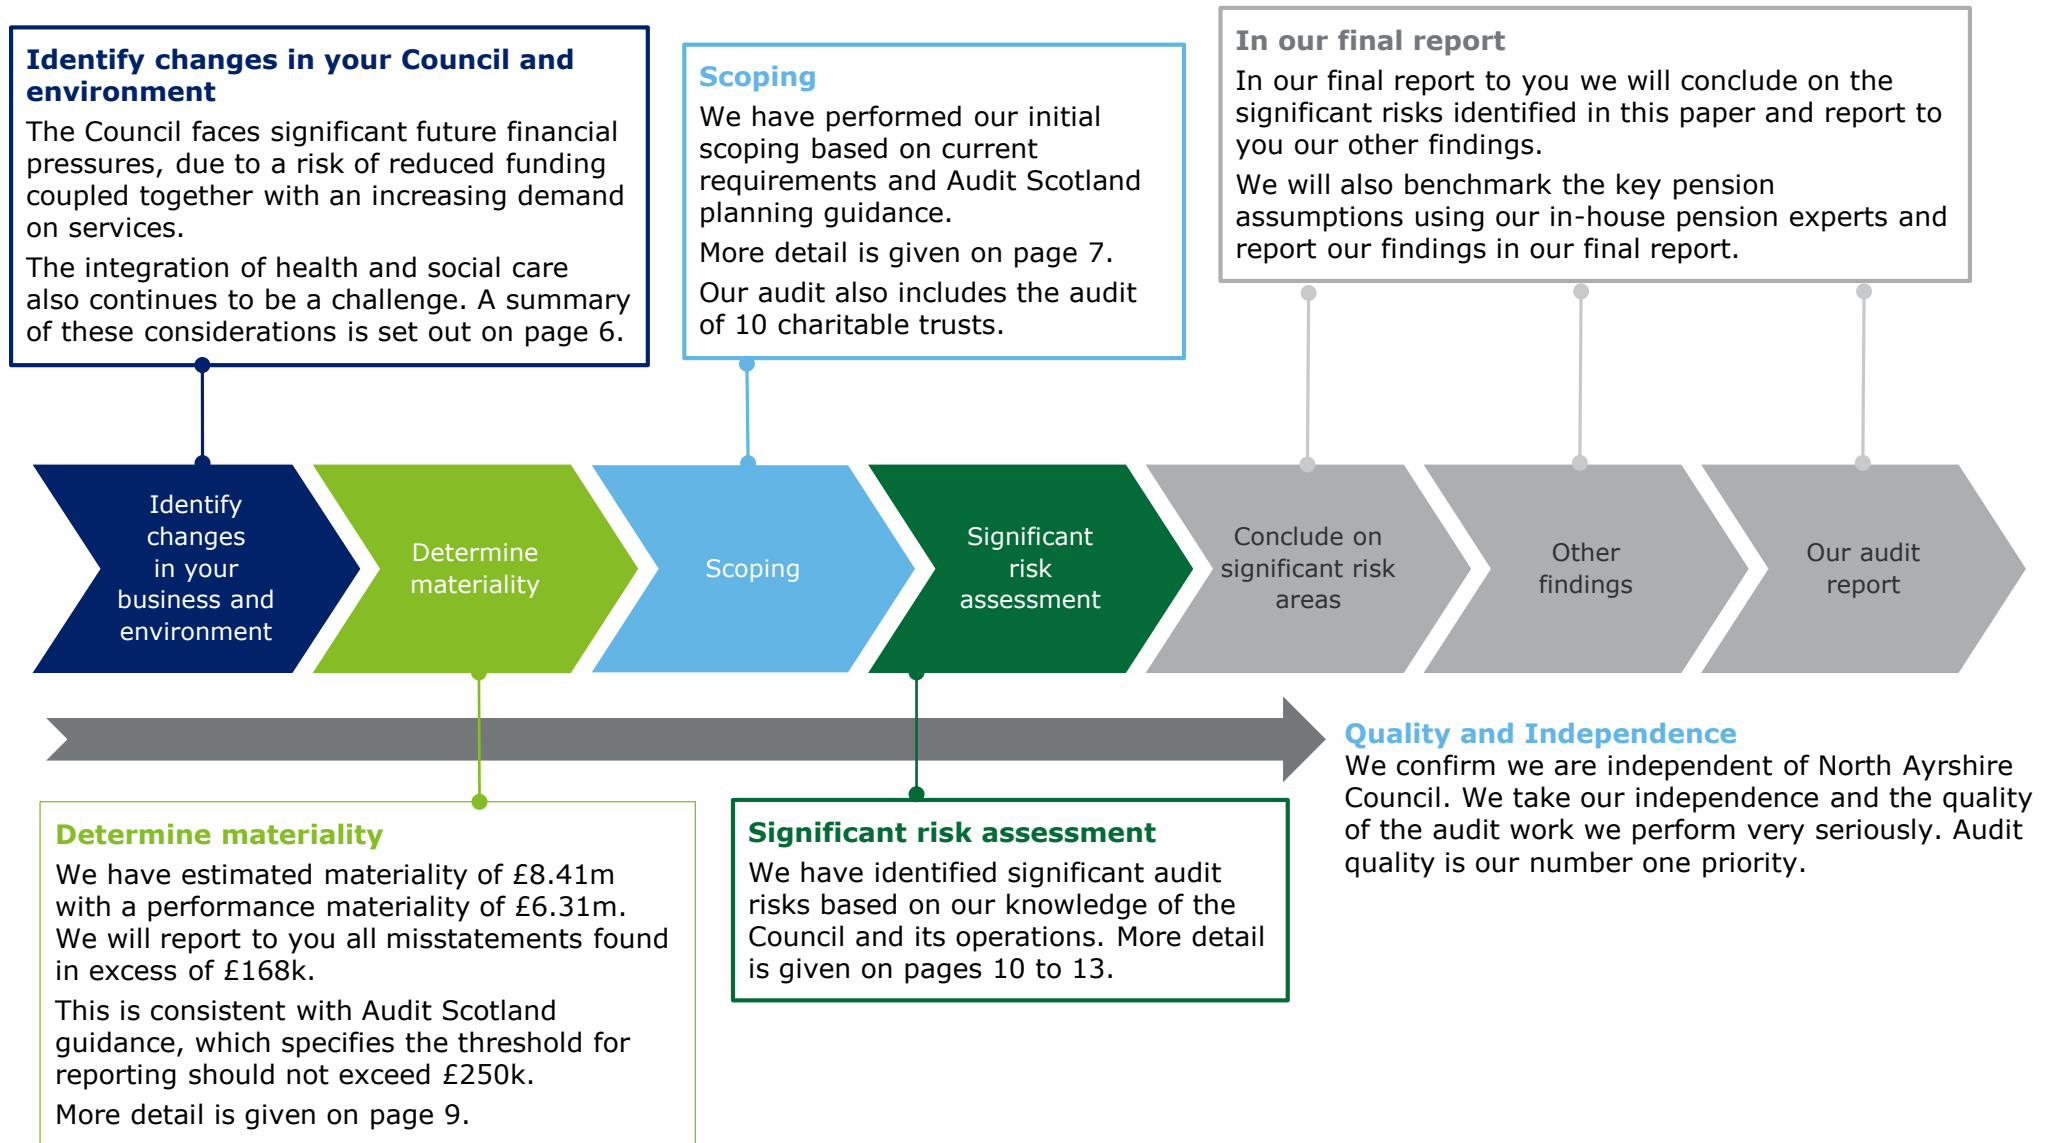 Identify changes in your Council and
environment
The Council faces significant future financial
pressures, due to a risk of reduced funding
coupled together with an increasing demand
on services.
The integration of health and social care
also continues to be a challenge. A summary
of these considerations is set out on page 6.
Scoping
We have performed our initial
scoping based on current
requirements and Audit Scotland
planning guidance.
More detail is given on page 7.
Our audit also includes the audit
of 10 charitable trusts.
In our final report
In our final report to you we will conclude on the
significant risks identified in this paper and report to
you our other findings.
We will also benchmark the key pension
assumptions using our in-house pension experts and
report our findings in our final report.
Identify
changes
in your
business and
environment
Determine
materiality
Scoping
Significant
risk
assessment
Conclude on
significant risk
areas
Other
findings
Our audit
report
Determine materiality
We have estimated materiality of £8.41m
with a performance materiality of £6.31m.
We will report to you all misstatements found
in excess of £168k.
This is consistent with Audit Scotland
guidance, which specifies the threshold for
reporting should not exceed £250k.
More detail is given on page 9.
Significant risk assessment
We have identified significant audit
risks based on our knowledge of the
Council and its operations. More detail
is given on pages 10 to 13.
Quality and Independence
We confirm we are independent of North Ayrshire
Council. We take our independence and the quality
of the audit work we perform very seriously. Audit
quality is our number one priority.